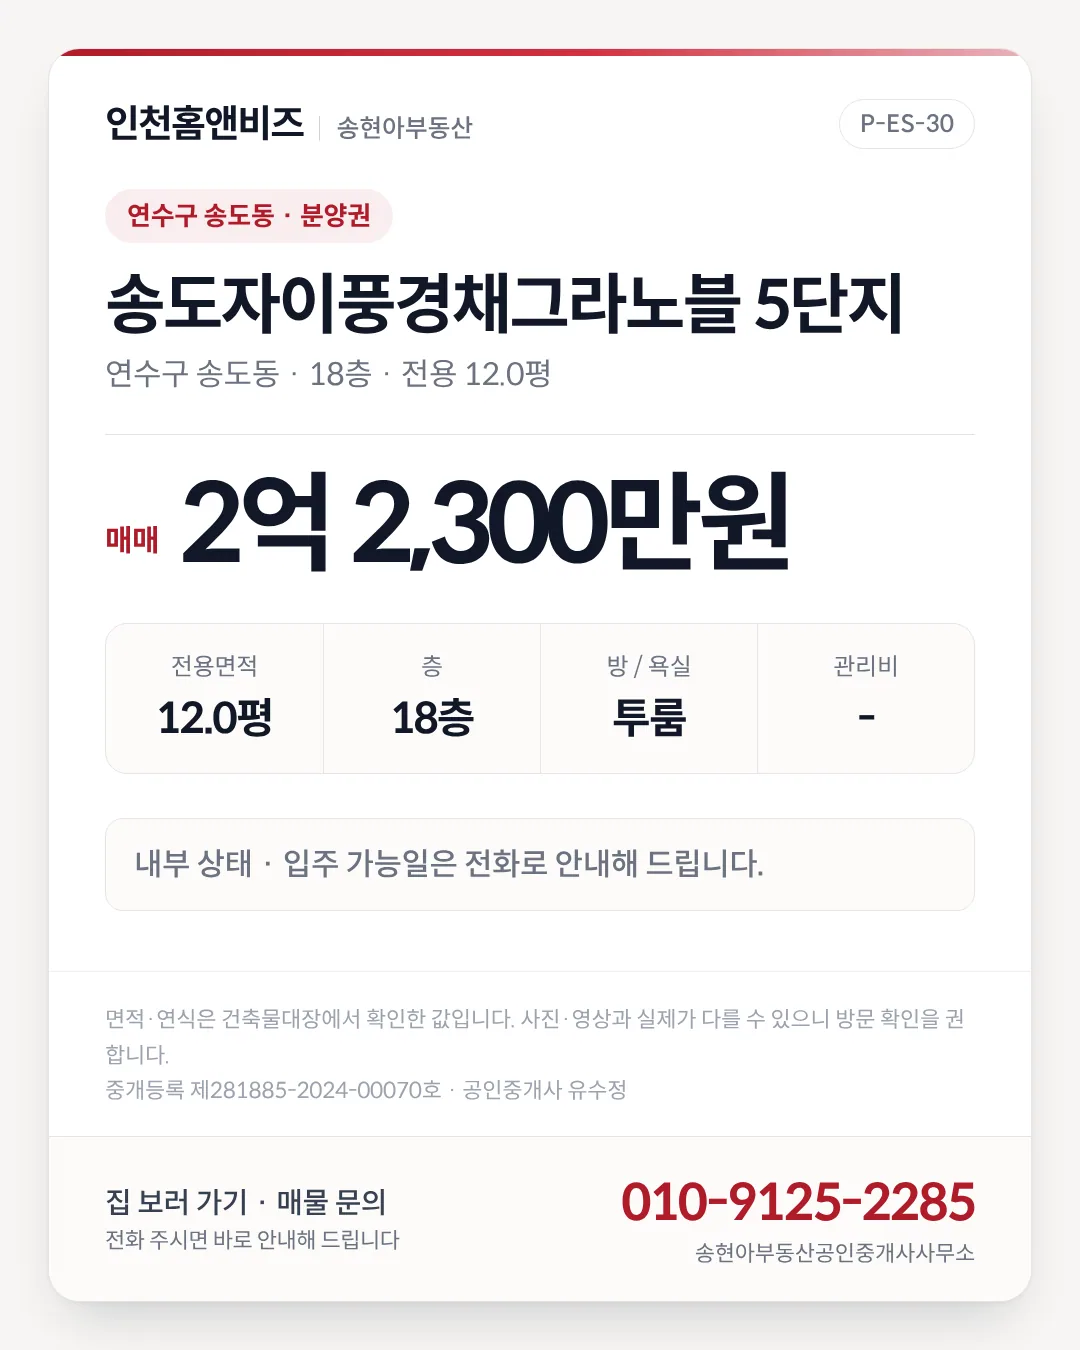 인천홈앤비즈 | 송현아부동산
P-ES-30
연수구 송도동 · 분양권
송도자이풍경채그라노블 5단지
연수구 송도동 · 18층 · 전용 12.0평
매매 2억 2,300만원
전용면적 층 방 / 욕실 관리비
12.0평 18층 투룸 -
내부 상태 · 입주 가능일은 전화로 안내해 드립니다.
면적·연식은 건축물대장에서 확인한 값입니다. 사진·영상과 실제가 다를 수 있으니 방문 확인을 권
합니다.
중개등록 제281885-2024-00070호 · 공인중개사 유수정
집 보러 가기 · 매물 문의
전화 주시면 바로 안내해 드립니다
010-9125-2285
송현아부동산공인중개사사무소